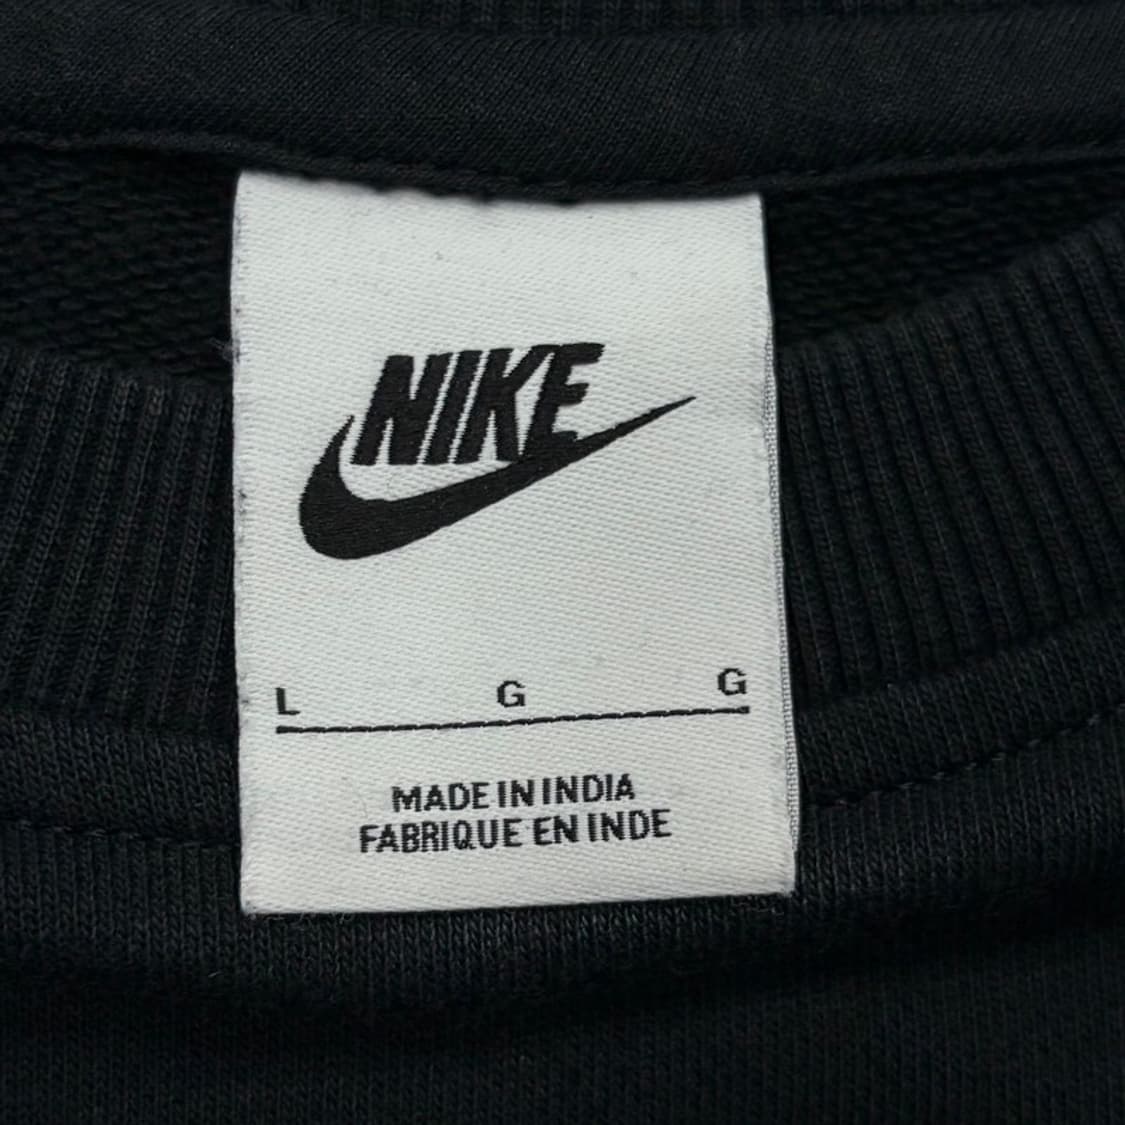 NIKE
L G G
MADE IN INDIA
FABRIQUE EN INDE